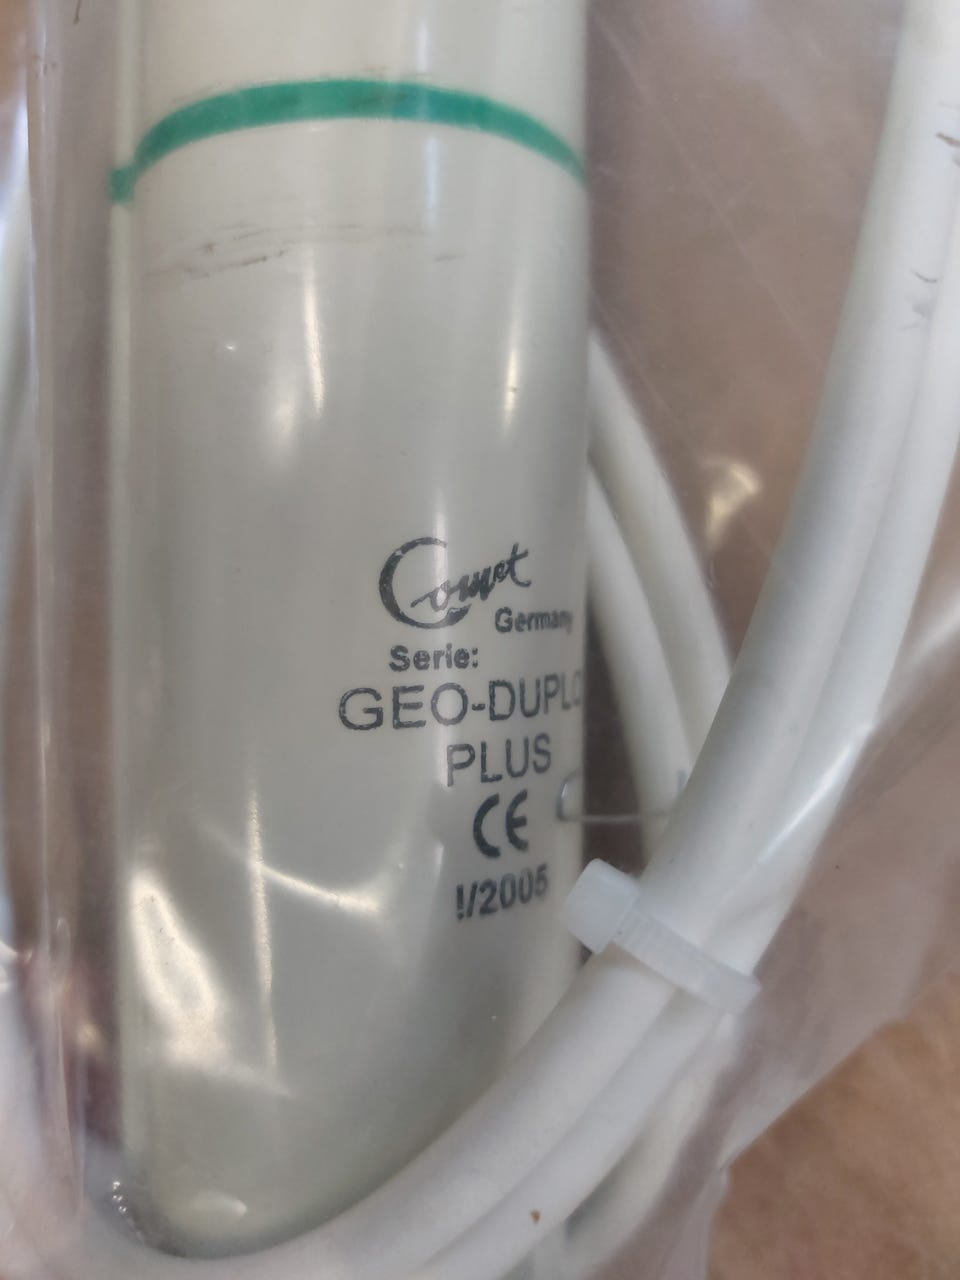 Comet
Germany
Serie:
GEO-DUPLO
PLUS
CE
!/2005